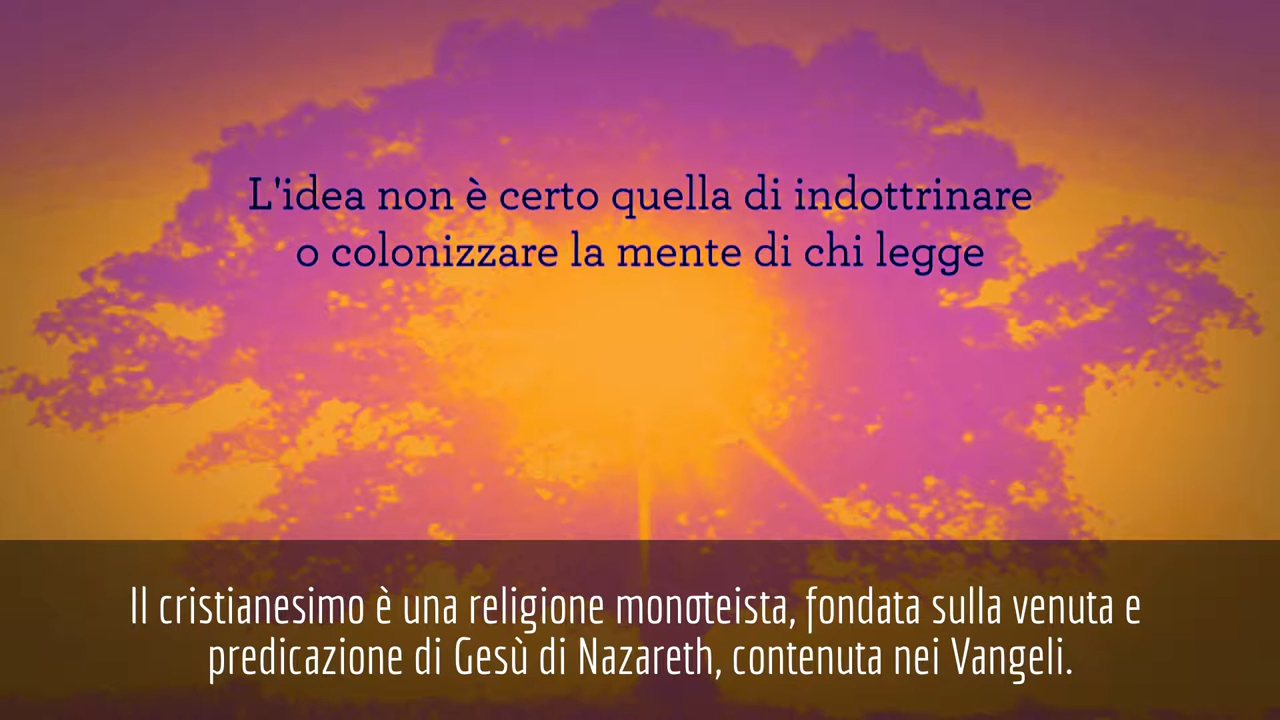 L'idea non è certo quella di indottrinare
o colonizzare la mente di chi legge
Il cristianesimo è una religione monoteista, fondata sulla venuta e
predicazione di Gesù di Nazareth, contenuta nei Vangeli.